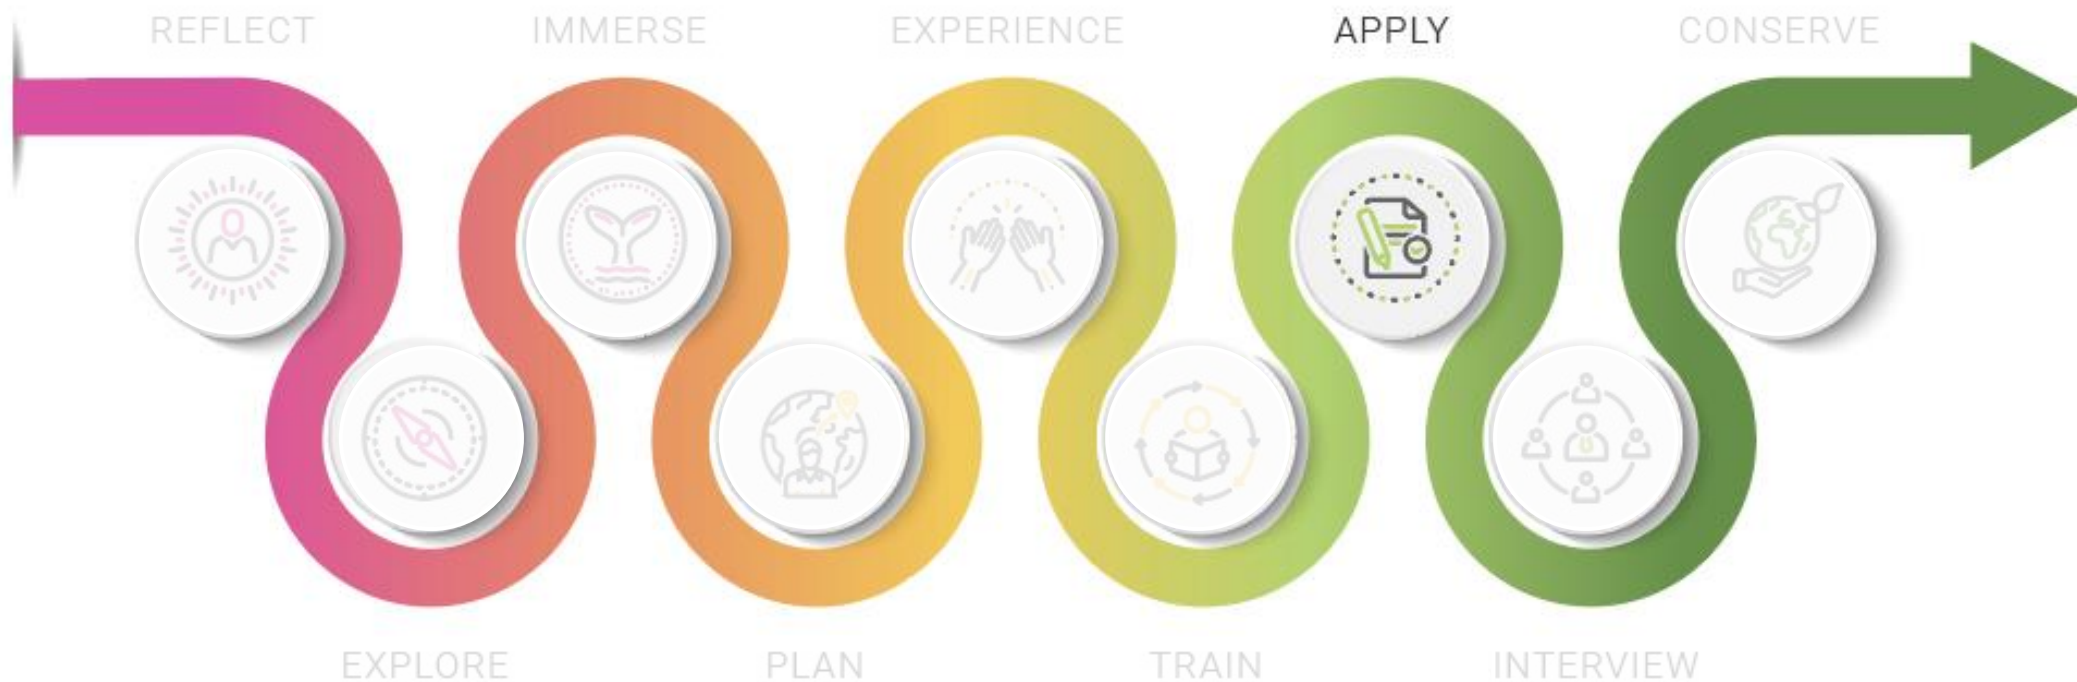 REFLECT
IMMERSE
EXPERIENCE
APPLY
CONSERVE
EXPLORE
PLAN
TRAIN
INTERVIEW